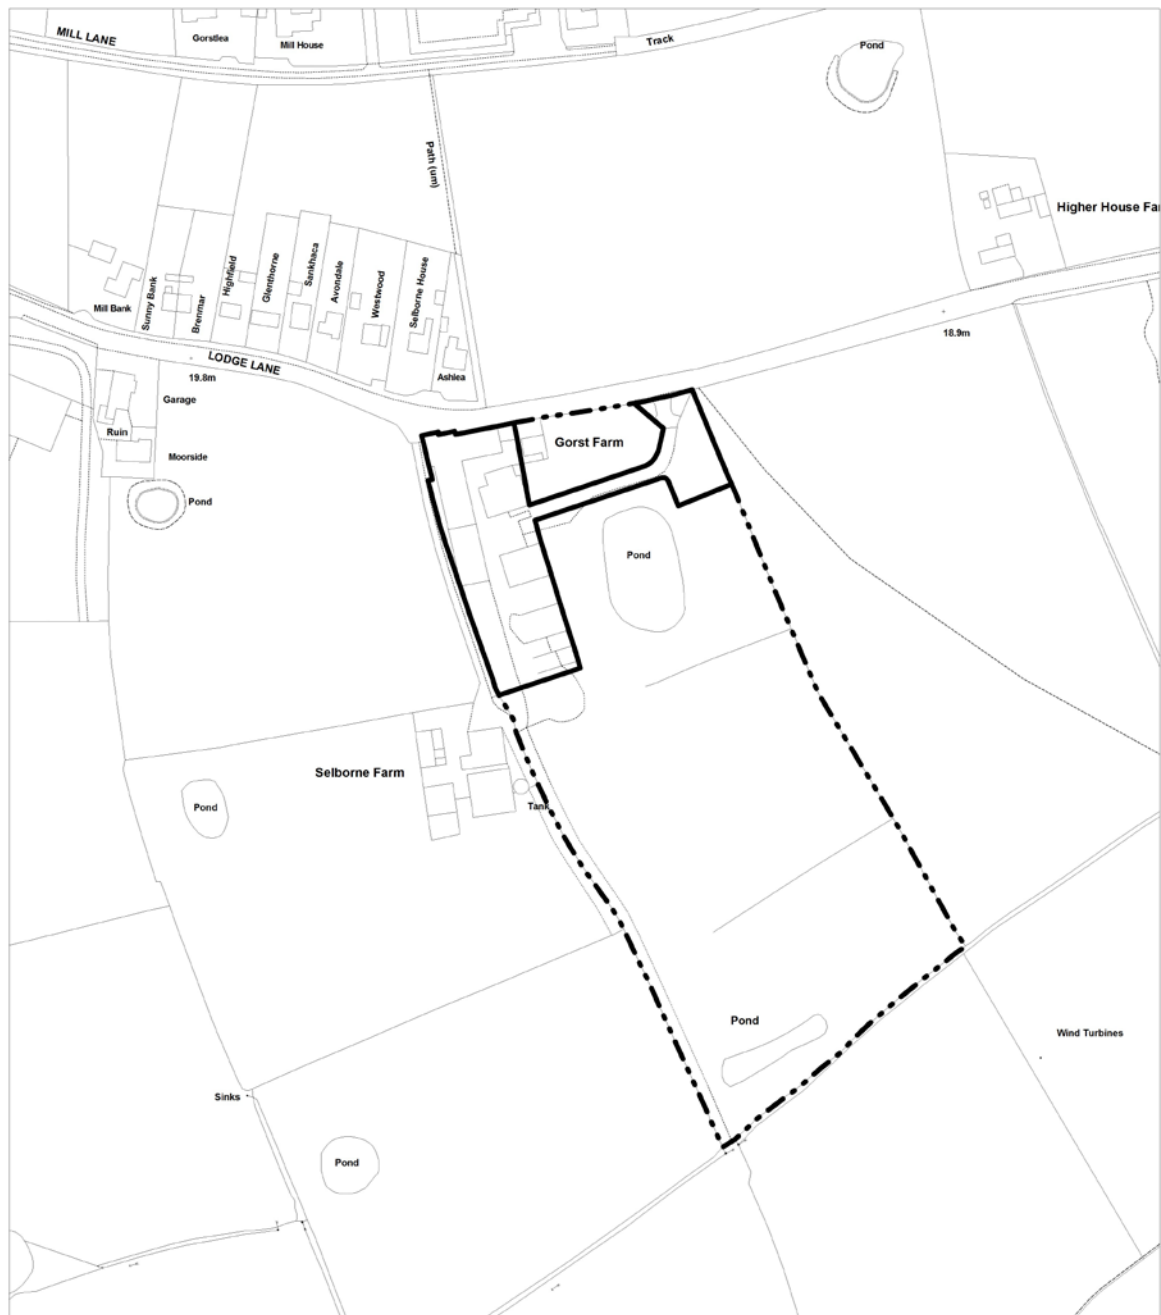 MILL LANE
Gorstlea
Mill House
Track
Pond
Path (um)
Higher House Fa
Mill Bank
Sunny Bank
Brenmar
Highfield
Glenthorne
Sankhaca
Avondale
Westwood
Selborne House
Ashlea
LODGE LANE
19.8m
18.9m
Garage
Ruin
Moorside
Pond
Gorst Farm
Pond
Selborne Farm
Pond
Tank
Pond
Wind Turbines
Sinks
Pond